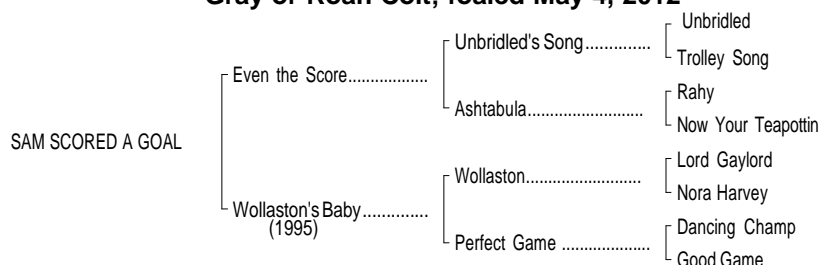 Gray or Roan Colt; foaled May 4, 2012
Unbridled
Unbridled's Song..............
Trolley Song
Even the Score..................
Rahy
Ashtabula..........................
Now Your Teapottin
SAM SCORED A GOAL
Lord Gaylord
Wollaston..........................
Nora Harvey
Wollaston's Baby..............
(1995)
Dancing Champ
Perfect Game ....................
Good Game